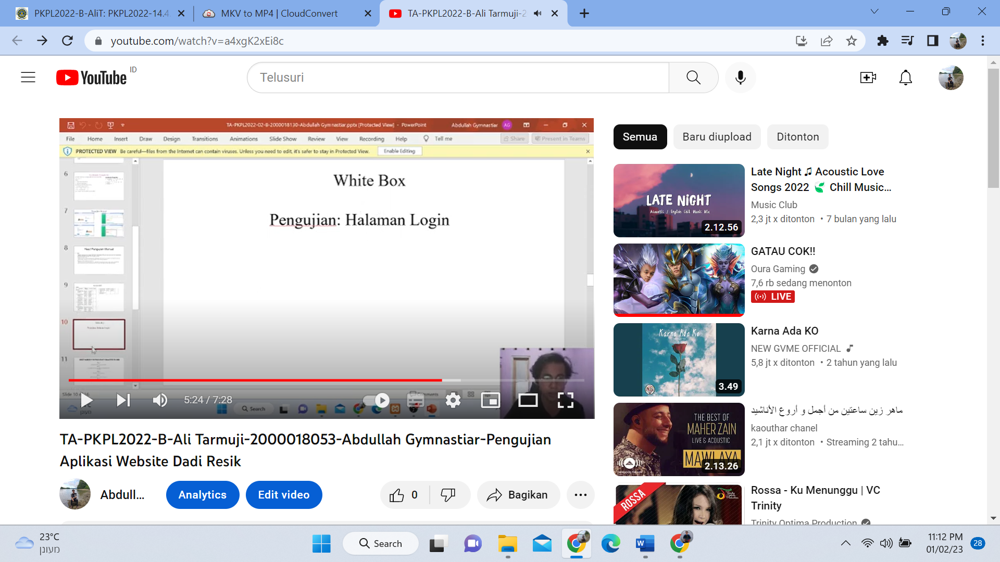 PKPL2022-B-AliT: PKPL2022-14.4.
MKV to MP4 | CloudConvert
TA-PKPL2022-B-Ali Tarmuji-2
youtube.com/watch?v=a4xgK2xEi8c
YouTube ID
Telusuri
TA-PKPL2022-02-B-2000018130-Abdullah Gymnastiar.pptx [Protected View] - PowerPoint
Abdullah Gymnastiar AG
File Home Insert Draw Design Transitions Animations Slide Show Review View Recording Help Tell me Share Present in Teams
PROTECTED VIEW Be careful—files from the Internet can contain viruses. Unless you need to edit, it's safer to stay in Protected View. Enable Editing
6
7
8
9
10
11
White Box
Pengujian: Halaman Login
5:24 / 7:28
Search
TA-PKPL2022-B-Ali Tarmuji-2000018053-Abdullah Gymnastiar-Pengujian
Aplikasi Website Dadi Resik
Abdull...
Analytics
Edit video
0
Bagikan
Semua
Baru diupload
Ditonton
LATE NIGHT
Acoustic / English Chill Music Mix
2.12.56
Late Night ♫ Acoustic Love
Songs 2022 🍃 Chill Music...
Music Club
2,3 jt x ditonton • 7 bulan yang lalu
GATAU COK!!
Oura Gaming
7,6 rb sedang menonton
LIVE
Karna Ada Ko
NG
3.49
Karna Ada KO
NEW GVME OFFICIAL
5,8 jt x ditonton • 2 tahun yang lalu
THE BEST OF
MAHER ZAIN
LIVE & ACOUSTIC
MAWLAYA
2.13.26
ماهر زين ساعتين من أجمل و أروع الأناشيد
kaouthar chanel
2,1 jt x ditonton • Streaming 2 tahu...
ROSSA
Rossa - Ku Menunggu | VC
Trinity
Trinity Optima Production
23°C
מעונן
Search
11:12 PM
01/02/23
28